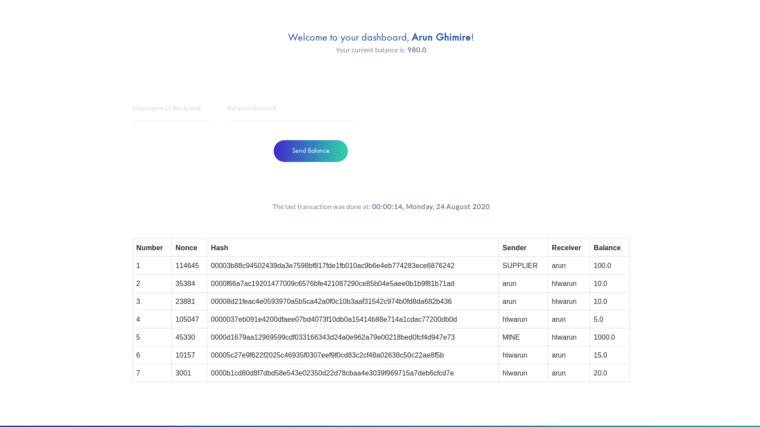 Welcome to your dashboard, Arun Ghimire!
Your current balance is: 980.0
Username of Recipient Balance Amount
Send Balance
The last transaction was done at: 00:00:14, Monday, 24 August 2020
Number Nonce Hash Sender Receiver Balance
1 114645 00003b88c94502439da3e7598bf817fde1fb010ac9b6e4eb774283ece6876242 SUPPLIER arun 100.0
2 35384 0000f66a7ac19201477009c6576bfe421087290ce85b04e5aee0b1b9f81b71ad arun hlwarun 10.0
3 23881 00008d21feac4e0593970a5b5ca42a0f0c10b3aaf31542c974b0fd8da682b436 arun hlwarun 10.0
4 105047 0000037eb091e4200dfaee07bd4073f10db0a15414b88e714a1cdac77200db0d hlwarun arun 5.0
5 45330 0000d1679aa12969599cdf033166343d24a0e962a79e00218bed0fcf4d947e73 MINE hlwarun 1000.0
6 10157 00005c27e9f622f2025c46935f0307eef9f0cd83c2cf48a02638c50c22ae8f5b hlwarun arun 15.0
7 3001 0000b1cd80d8f7dbd58e543e02350d22d78cbaa4e3039f969715a7deb6cfcd7e hlwarun arun 20.0